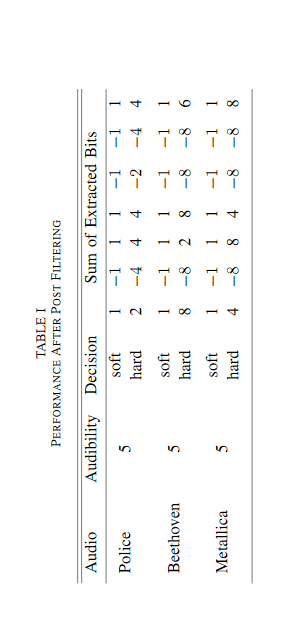 TABLE I
PERFORMANCE AFTER POST FILTERING
Audio Audibility Decision Sum of Extracted Bits
soft 1 −1 1 1 −1 −1 1
Police 5
hard 2 −4 4 4 −2 −4 4
soft 1 −1 1 1 −1 −1 1
Beethoven 5
hard 8 −8 2 8 −8 −8 6
soft 1 −1 1 1 −1 −1 1
Metallica 5
hard 4 −8 8 4 −8 −8 8